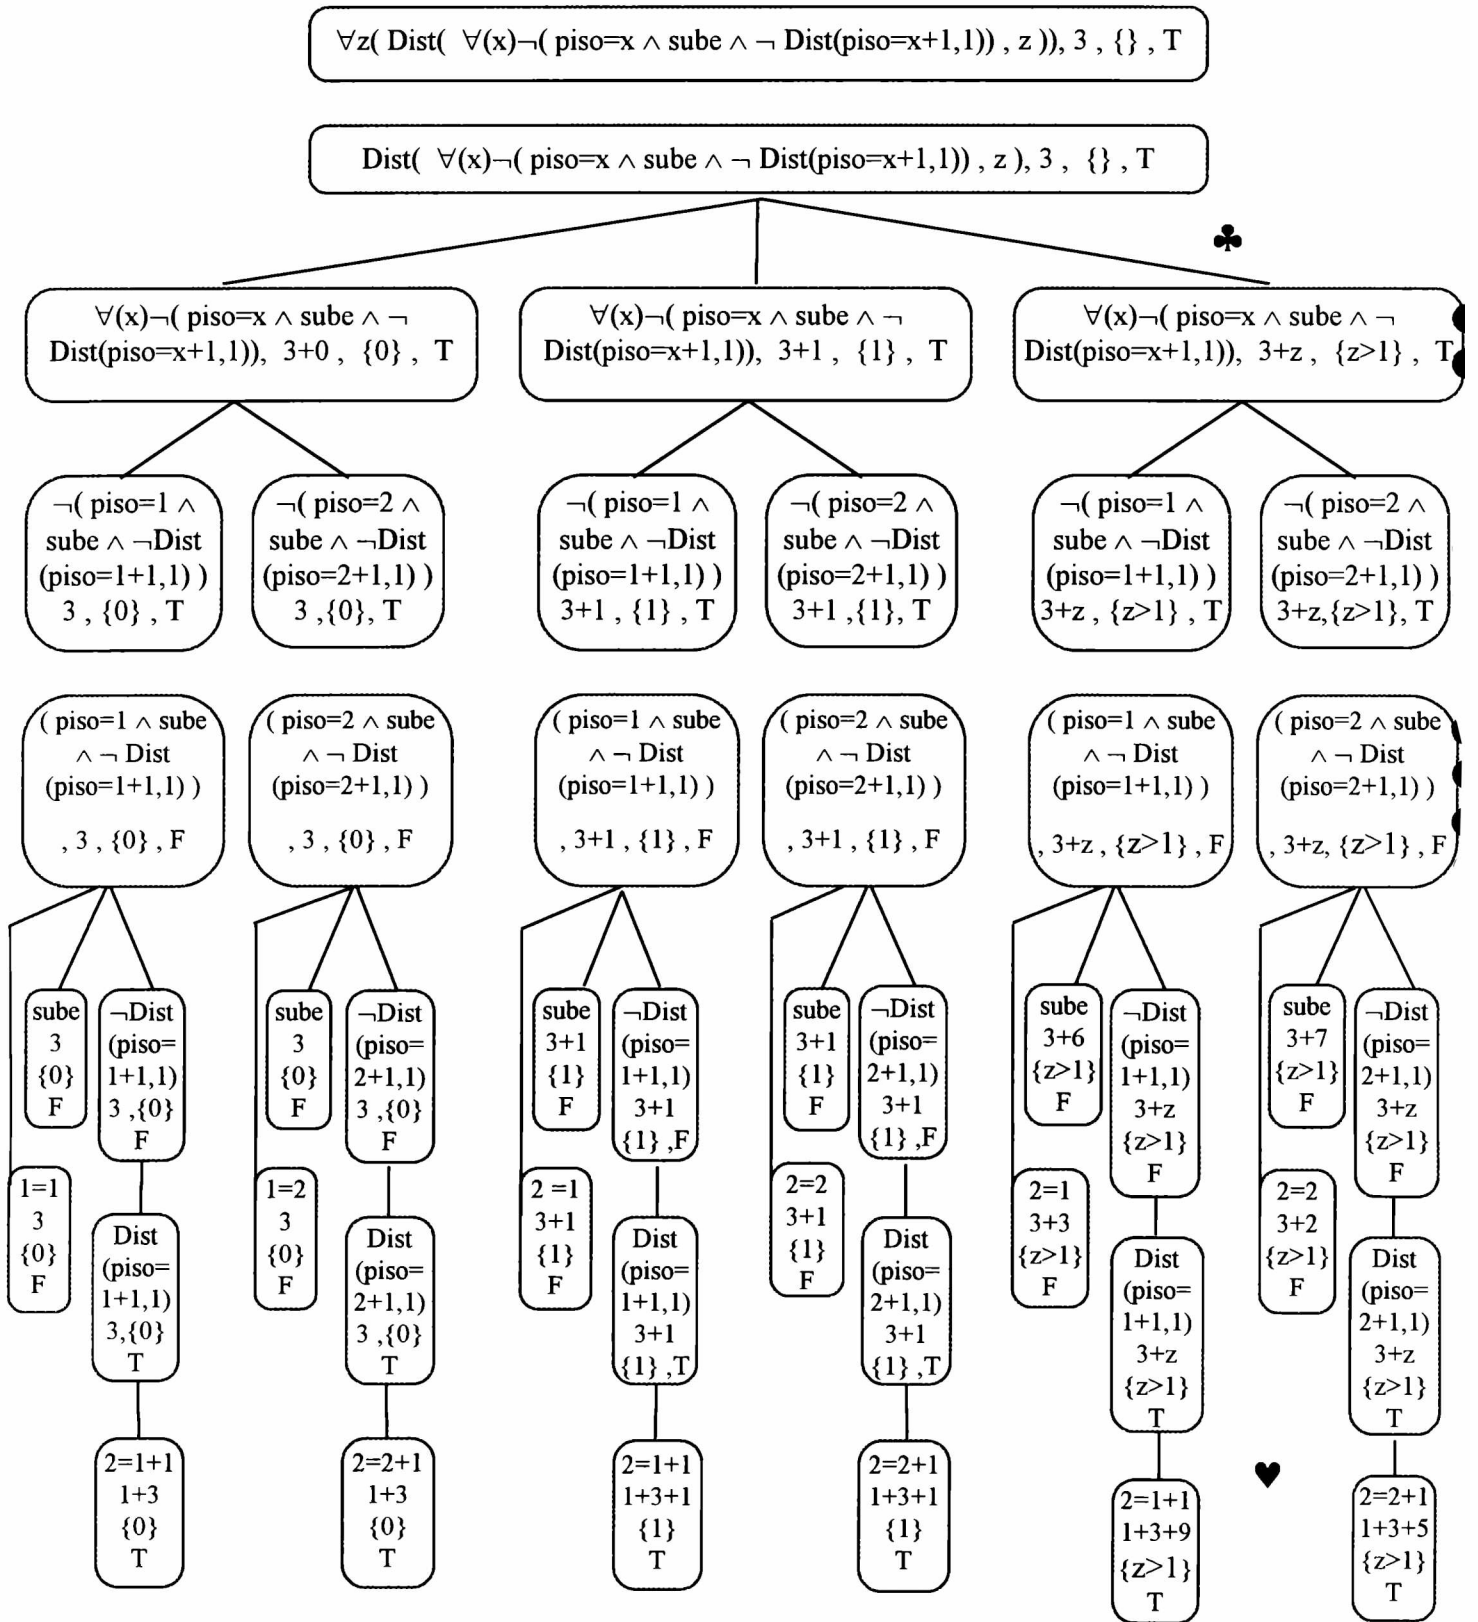 ∀z( Dist( ∀(x)¬( piso=x ∧ sube ∧ ¬ Dist(piso=x+1,1)) , z )), 3 , {} , T
Dist( ∀(x)¬( piso=x ∧ sube ∧ ¬ Dist(piso=x+1,1)) , z ), 3 , {} , T
♣
∀(x)¬( piso=x ∧ sube ∧ ¬
Dist(piso=x+1,1)), 3+0 , {0} , T
∀(x)¬( piso=x ∧ sube ∧ ¬
Dist(piso=x+1,1)), 3+1 , {1} , T
∀(x)¬( piso=x ∧ sube ∧ ¬
Dist(piso=x+1,1)), 3+z , {z>1} , T
¬( piso=1 ∧
sube ∧ ¬Dist
(piso=1+1,1) )
3 , {0} , T
¬( piso=2 ∧
sube ∧ ¬Dist
(piso=2+1,1) )
3 ,{0}, T
¬( piso=1 ∧
sube ∧ ¬Dist
(piso=1+1,1) )
3+1 , {1} , T
¬( piso=2 ∧
sube ∧ ¬Dist
(piso=2+1,1) )
3+1 ,{1}, T
¬( piso=1 ∧
sube ∧ ¬Dist
(piso=1+1,1) )
3+z , {z>1} , T
¬( piso=2 ∧
sube ∧ ¬Dist
(piso=2+1,1) )
3+z,{z>1}, T
( piso=1 ∧ sube
∧ ¬ Dist
(piso=1+1,1) )
, 3 , {0} , F
( piso=2 ∧ sube
∧ ¬ Dist
(piso=2+1,1) )
, 3 , {0} , F
( piso=1 ∧ sube
∧ ¬ Dist
(piso=1+1,1) )
, 3+1 , {1} , F
( piso=2 ∧ sube
∧ ¬ Dist
(piso=2+1,1) )
, 3+1 , {1} , F
( piso=1 ∧ sube
∧ ¬ Dist
(piso=1+1,1) )
, 3+z , {z>1} , F
( piso=2 ∧ sube
∧ ¬ Dist
(piso=2+1,1) )
, 3+z, {z>1} , F
sube
3
{0}
F
¬Dist
(piso=
1+1,1)
3 ,{0}
F
sube
3
{0}
F
¬Dist
(piso=
2+1,1)
3 ,{0}
F
sube
3+1
{1}
F
¬Dist
(piso=
1+1,1)
3+1
{1} ,F
sube
3+1
{1}
F
¬Dist
(piso=
2+1,1)
3+1
{1} ,F
sube
3+6
{z>1}
F
¬Dist
(piso=
1+1,1)
3+z
{z>1}
F
sube
3+7
{z>1}
F
¬Dist
(piso=
2+1,1)
3+z
{z>1}
F
1=1
3
{0}
F
Dist
(piso=
1+1,1)
3,{0}
T
1=2
3
{0}
F
Dist
(piso=
2+1,1)
3 ,{0}
T
2 =1
3+1
{1}
F
Dist
(piso=
1+1,1)
3+1
{1} ,T
2=2
3+1
{1}
F
Dist
(piso=
2+1,1)
3+1
{1} ,T
2=1
3+3
{z>1}
F
Dist
(piso=
1+1,1)
3+z
{z>1}
T
2=2
3+2
{z>1}
F
Dist
(piso=
2+1,1)
3+z
{z>1}
T
2=1+1
1+3
{0}
T
2=2+1
1+3
{0}
T
2=1+1
1+3+1
{1}
T
2=2+1
1+3+1
{1}
T
2=1+1
1+3+9
{z>1}
T
♥
2=2+1
1+3+5
{z>1}
T